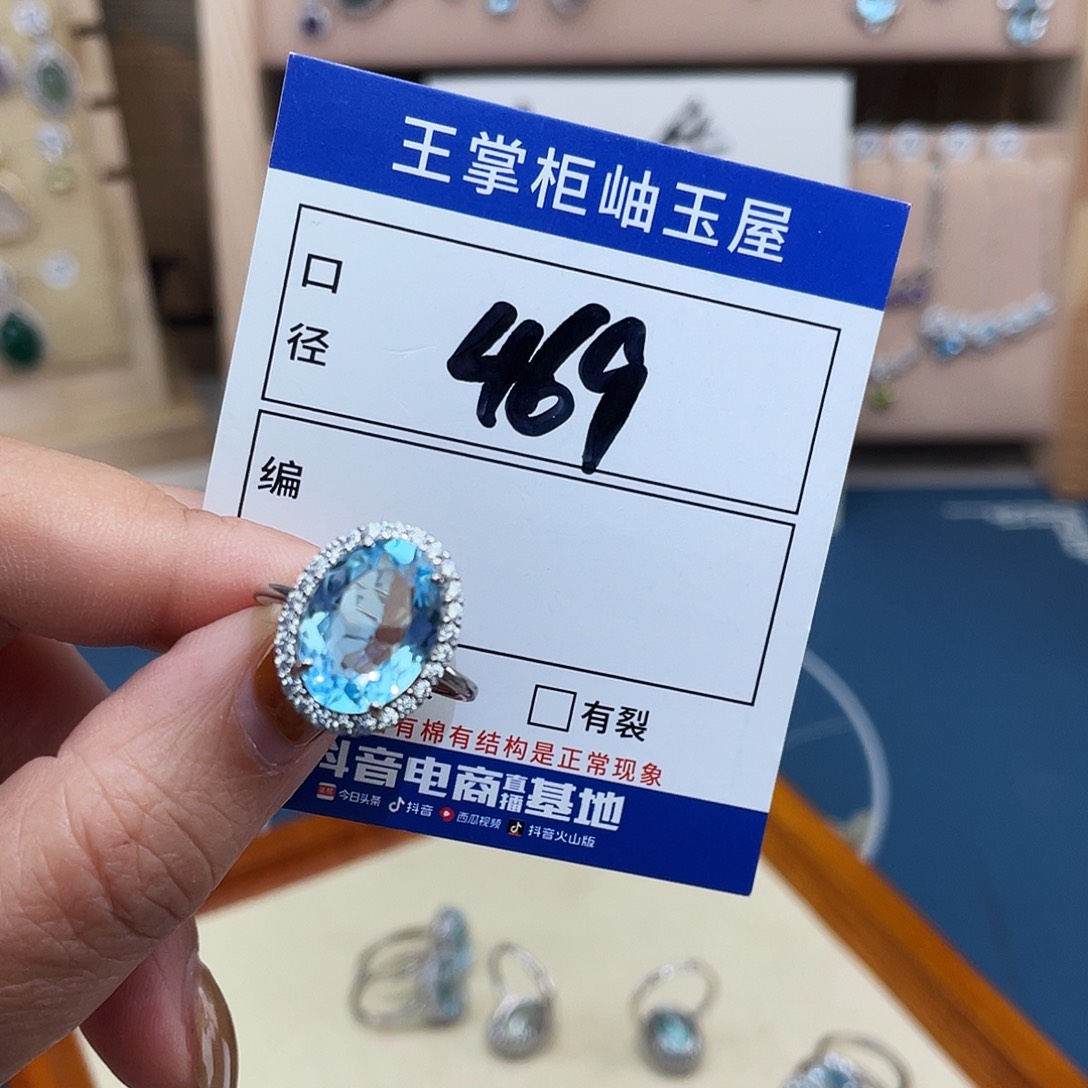 王掌柜岫玉屋
口径
469
编
有裂
有棉有结构是正常现象
抖音电商直播基地
今日头条 抖音 西瓜视频 抖音火山版